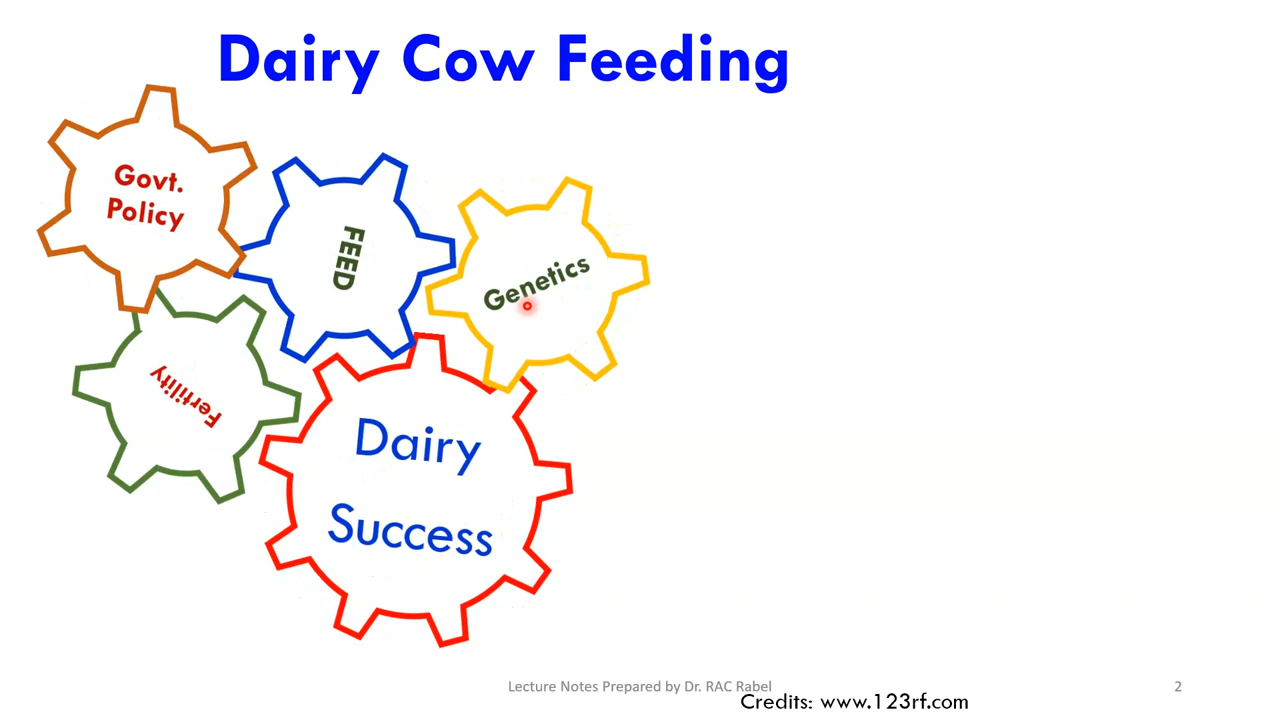 Dairy Cow Feeding
Govt.
Policy
FEED
Genetics
Fertility
Dairy
Success
Lecture Notes Prepared by Dr. RAC Rabel
2
Credits: www.123rf.com